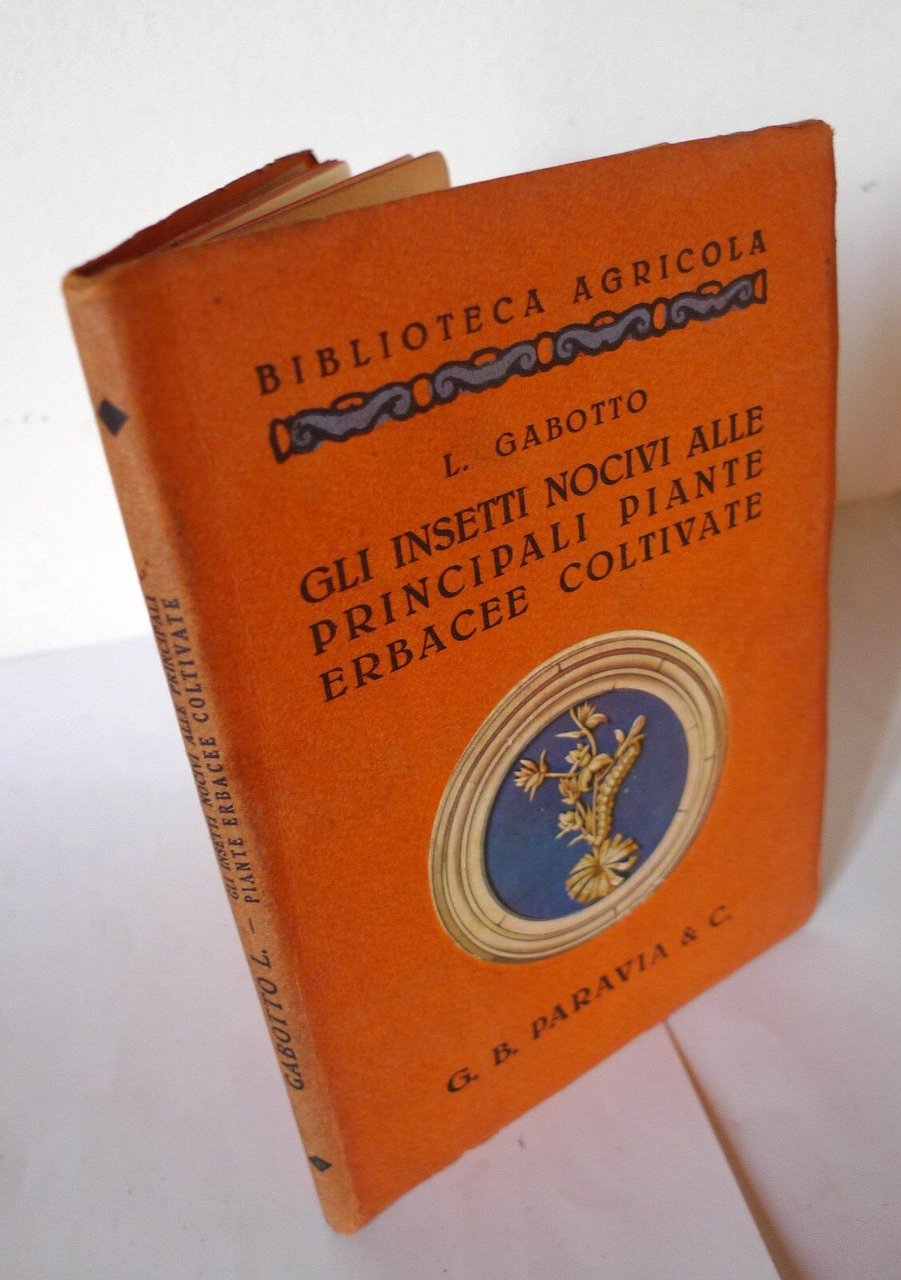 BIBLIOTECA AGRICOLA
L. GABOTTO
GLI INSETTI NOCIVI ALLE
PRINCIPALI PIANTE
ERBACEE COLTIVATE
G. B. PARAVIA & C.
GABOTTO L. — GLI INSETTI NOCIVI ALLE PRINCIPALI
PIANTE ERBACEE COLTIVATE